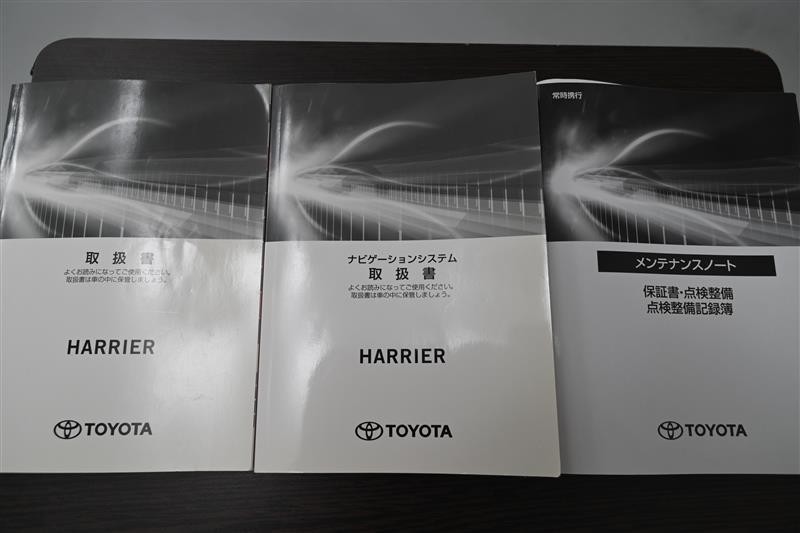 取扱書
よくお読みになってご使用ください。
取扱書は車の中に保管しましょう。
HARRIER
TOYOTA
ナビゲーションシステム
取扱書
よくお読みになってご使用ください。
取扱書は車の中に保管しましょう。
HARRIER
TOYOTA
常時携行
メンテナンスノート
保証書・点検整備
点検整備記録簿
TOYOTA